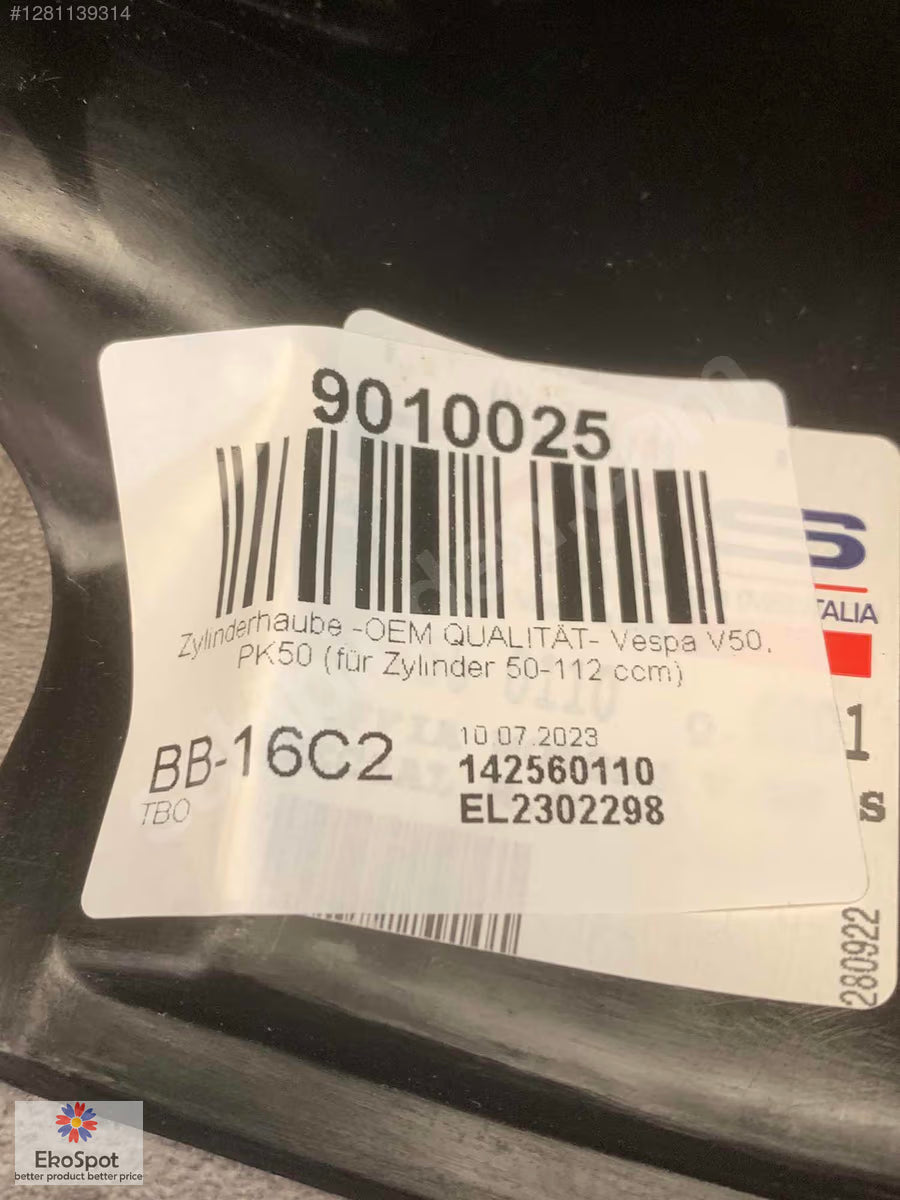 #1281139314
9010025
Zylinderhaube -OEM QUALITÄT- Vespa V50,
PK50 (für Zylinder 50-112 ccm)
BB-16C2
TBO
10.07.2023
142560110
EL2302298
S
ITALIA
1
s
280922
EkoSpot
better product better price